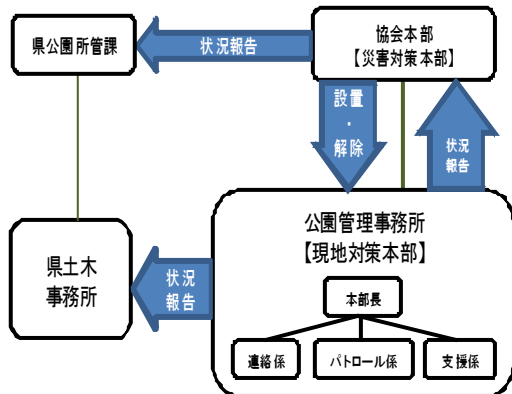 県公園所管課
状況報告
協会本部
【災害対策本部】
設置
・
解除
状況
報告
公園管理事務所
【現地対策本部】
県土木
事務所
状況
報告
本部長
連絡係
パトロール係
支援係